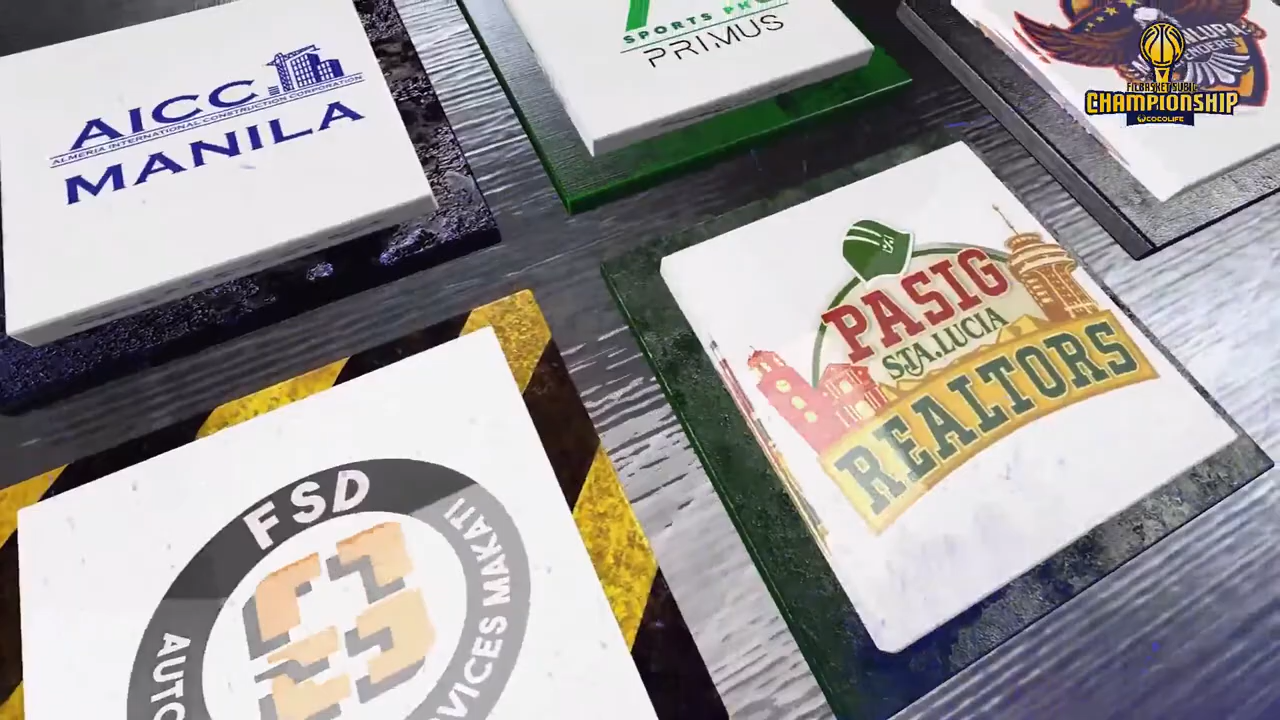 AICC
ALMERIA INTERNATIONAL CONSTRUCTION CORPORATION
MANILA
SPORTS PH
PRIMUS
FILBASKET SUBIC
CHAMPIONSHIP
COCOLIFE
PASIG
STA. LUCIA
REALTORS
FSD
MAKATI